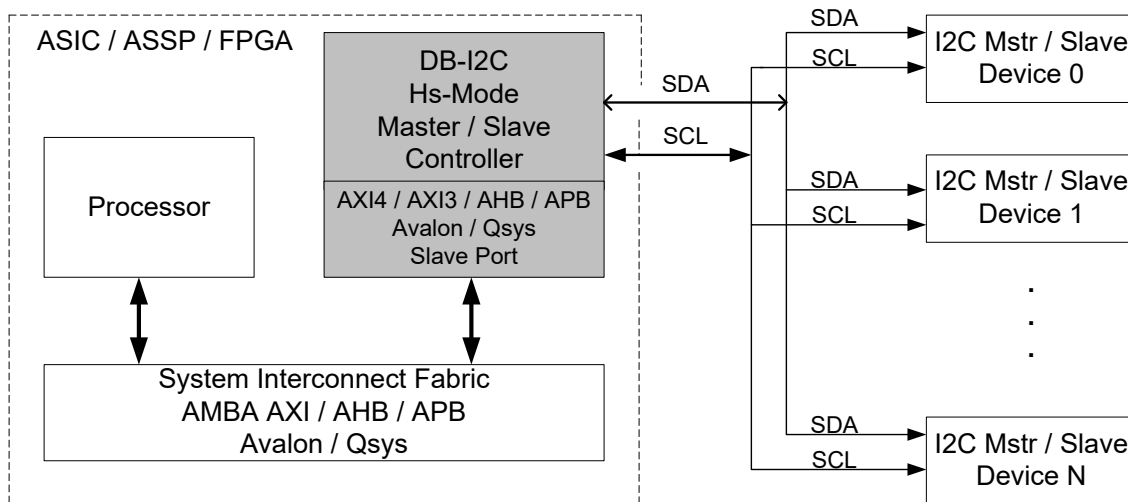 ASIC / ASSP / FPGA
DB-I2C
Hs-Mode
Master / Slave
Controller
AXI4 / AXI3 / AHB / APB
Avalon / Qsys
Slave Port
Processor
System Interconnect Fabric
AMBA AXI / AHB / APB
Avalon / Qsys
SDA
SCL
SDA
SCL
I2C Mstr / Slave
Device 0
SDA
SCL
I2C Mstr / Slave
Device 1
.
.
.
SDA
SCL
I2C Mstr / Slave
Device N